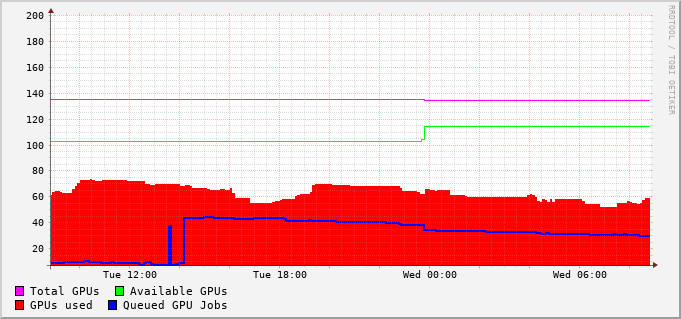 200
180
160
140
120
100
80
60
40
20
Tue 12:00 Tue 18:00 Wed 00:00 Wed 06:00
Total GPUs Available GPUs
GPUs used Queued GPU Jobs
RRDTOOL / TOBI OETIKER